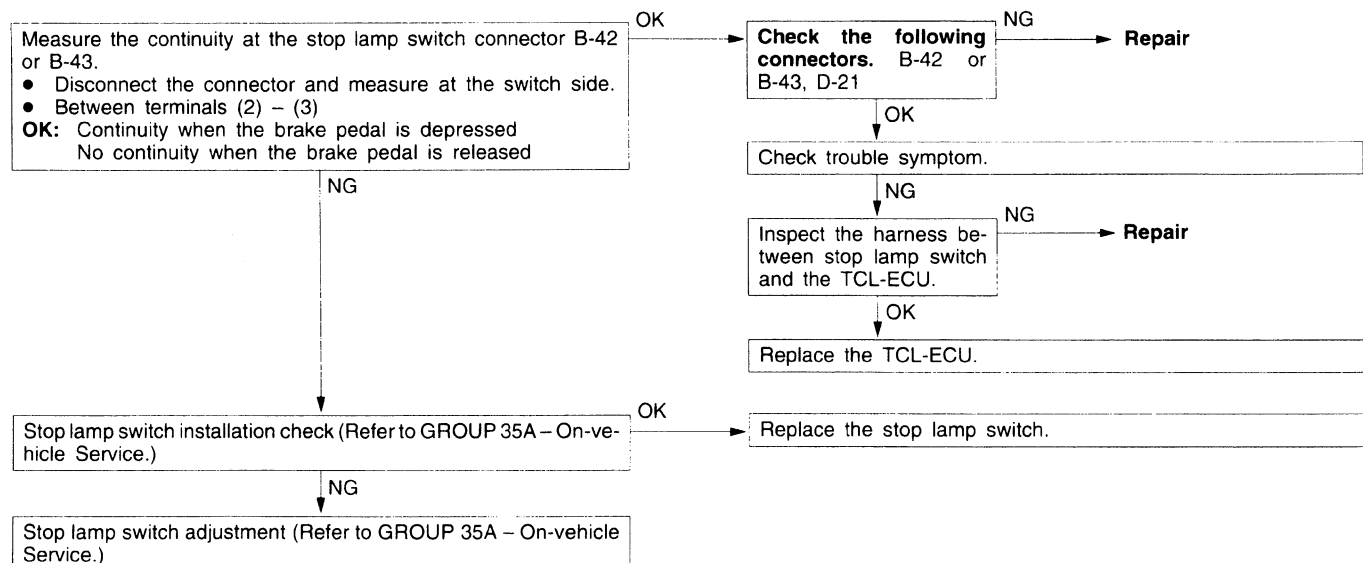 Measure the continuity at the stop lamp switch connector B-42
or B-43.
● Disconnect the connector and measure at the switch side.
● Between terminals (2) – (3)
OK: Continuity when the brake pedal is depressed
No continuity when the brake pedal is released
OK
Check the following
connectors. B-42 or
B-43, D-21
NG
Repair
OK
Check trouble symptom.
NG
Inspect the harness be-
tween stop lamp switch
and the TCL-ECU.
NG
Repair
OK
Replace the TCL-ECU.
NG
Stop lamp switch installation check (Refer to GROUP 35A – On-ve-
hicle Service.)
OK
Replace the stop lamp switch.
NG
Stop lamp switch adjustment (Refer to GROUP 35A – On-vehicle
Service.)